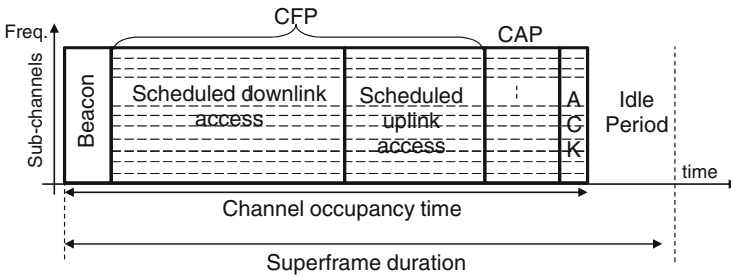 CFP
Freq.
CAP
Sub-channels
Beacon
Scheduled downlink
access
Scheduled
uplink
access
A
C
K
Idle
Period
time
Channel occupancy time
Superframe duration